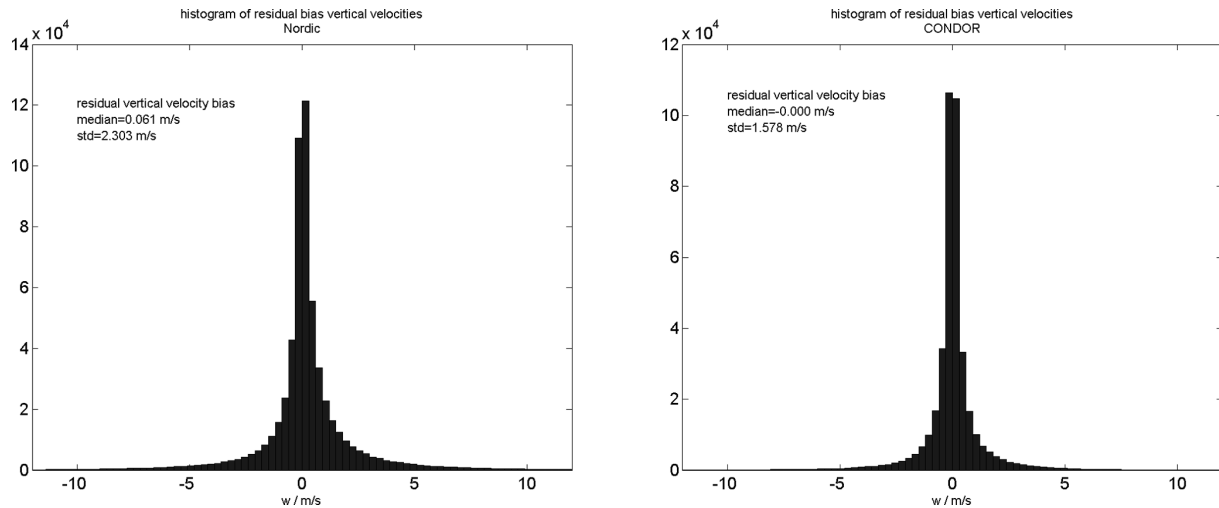 histogram of residual bias vertical velocities
Nordic
14 x 10^4
residual vertical velocity bias
median=0.061 m/s
std=2.303 m/s
12
10
8
6
4
2
0
-10 -5 0 5 10
w / m/s
histogram of residual bias vertical velocities
CONDOR
12 x 10^4
residual vertical velocity bias
median=-0.000 m/s
std=1.578 m/s
10
8
6
4
2
0
-10 -5 0 5 10
w / m/s